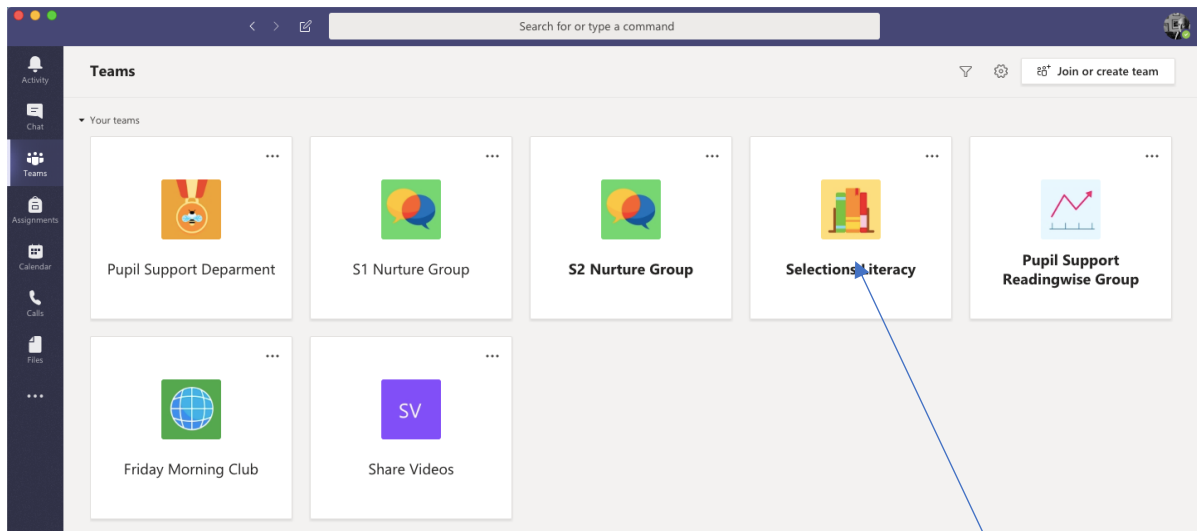 Search for or type a command
Activity
Chat
Teams
Assignments
Calendar
Calls
Files
Teams
Join or create team
Your teams
Pupil Support Deparment
S1 Nurture Group
S2 Nurture Group
Selections Literacy
Pupil Support
Readingwise Group
SV
Friday Morning Club
Share Videos